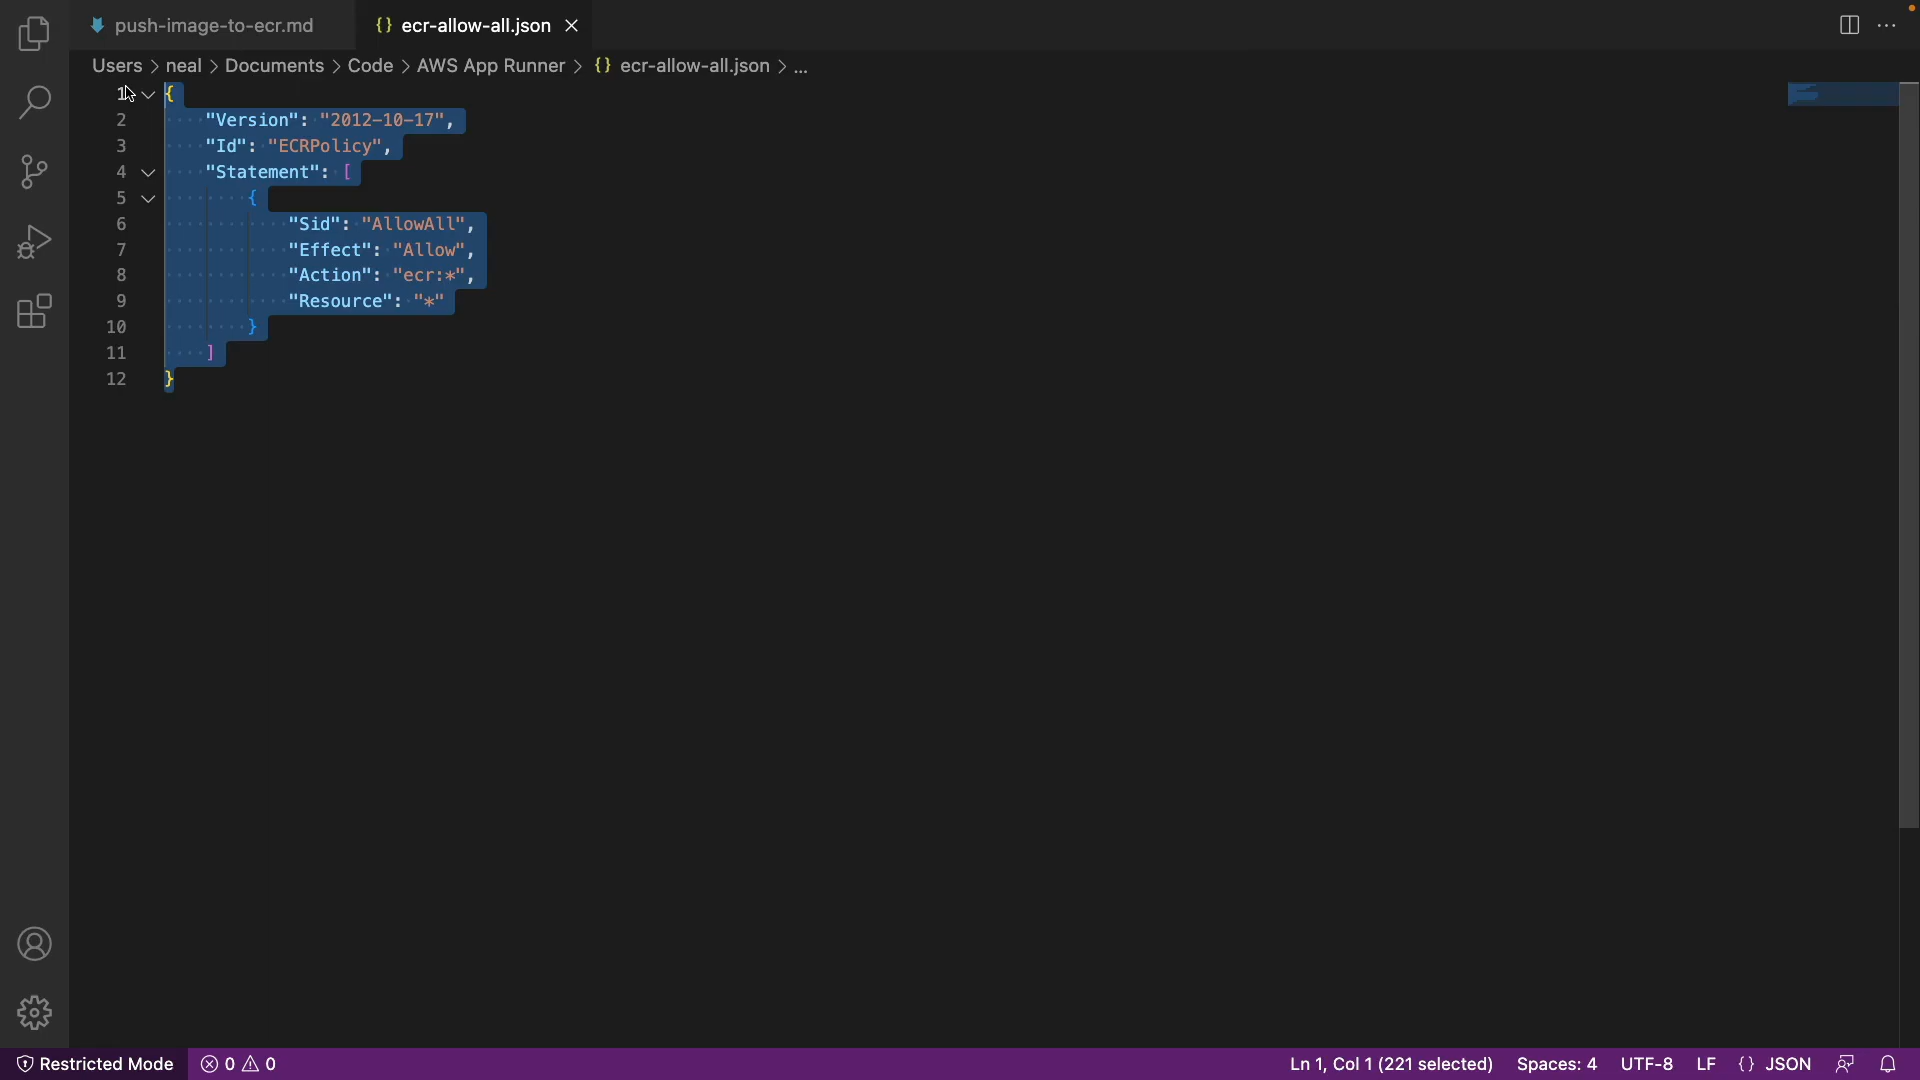 push-image-to-ecr.md
{} ecr-allow-all.json
Users > neal > Documents > Code > AWS App Runner > {} ecr-allow-all.json > ...
1 {
2 "Version": "2012-10-17",
3 "Id": "ECRPolicy",
4 "Statement": [
5 {
6 "Sid": "AllowAll",
7 "Effect": "Allow",
8 "Action": "ecr:*",
9 "Resource": "*"
10 }
11 ]
12 }
Restricted Mode 0 0 Ln 1, Col 1 (221 selected) Spaces: 4 UTF-8 LF {} JSON